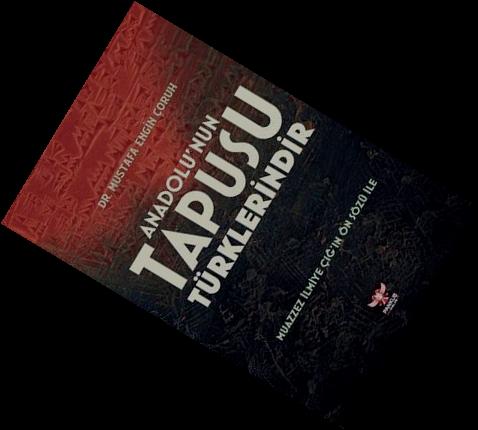 DR. MUSTAFA ENGİN ÇORUH
ANADOLU'NUN
TAPUSU
TÜRKLERİNDİR
MUAZZEZ İLMİYE ÇIĞ'IN ÖN SÖZÜ İLE